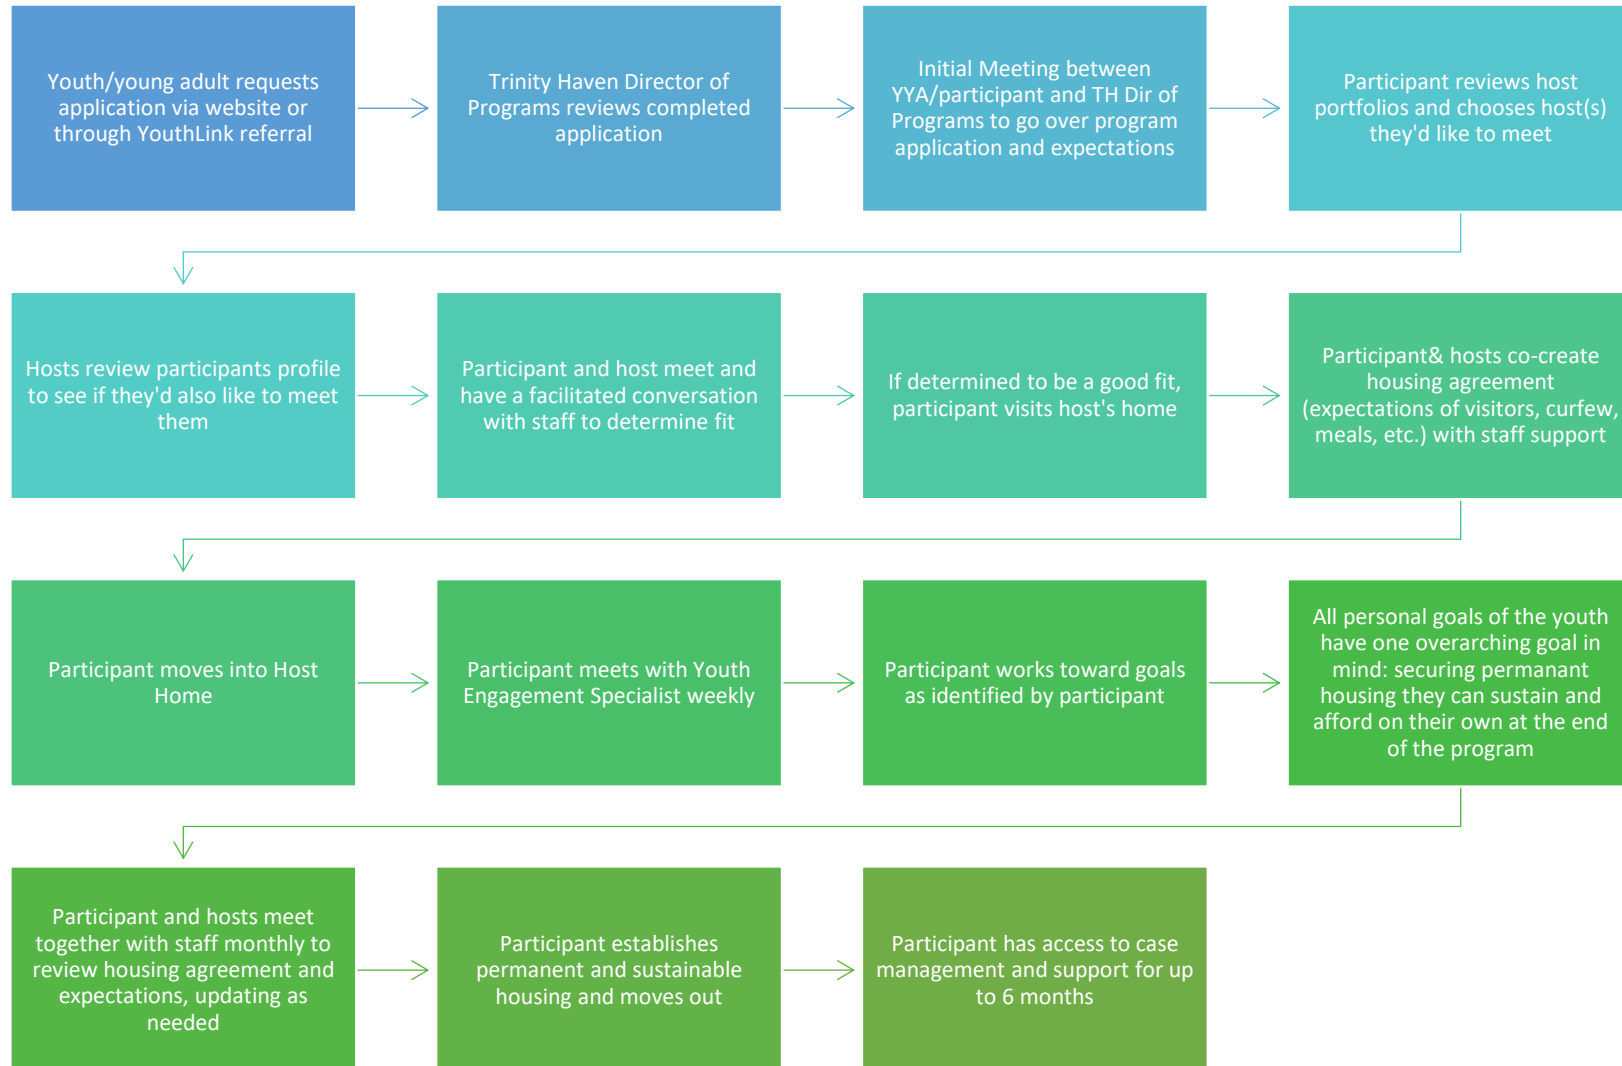 Youth/young adult requests
application via website or
through YouthLink referral
Trinity Haven Director of
Programs reviews completed
application
Initial Meeting between
YYA/participant and TH Dir of
Programs to go over program
application and expectations
Participant reviews host
portfolios and chooses host(s)
they'd like to meet
Hosts review participants profile
to see if they'd also like to meet
them
Participant and host meet and
have a facilitated conversation
with staff to determine fit
If determined to be a good fit,
participant visits host's home
Participant& hosts co-create
housing agreement
(expectations of visitors, curfew,
meals, etc.) with staff support
Participant moves into Host
Home
Participant meets with Youth
Engagement Specialist weekly
Participant works toward goals
as identified by participant
All personal goals of the youth
have one overarching goal in
mind: securing permanant
housing they can sustain and
afford on their own at the end
of the program
Participant and hosts meet
together with staff monthly to
review housing agreement and
expectations, updating as
needed
Participant establishes
permanent and sustainable
housing and moves out
Participant has access to case
management and support for up
to 6 months